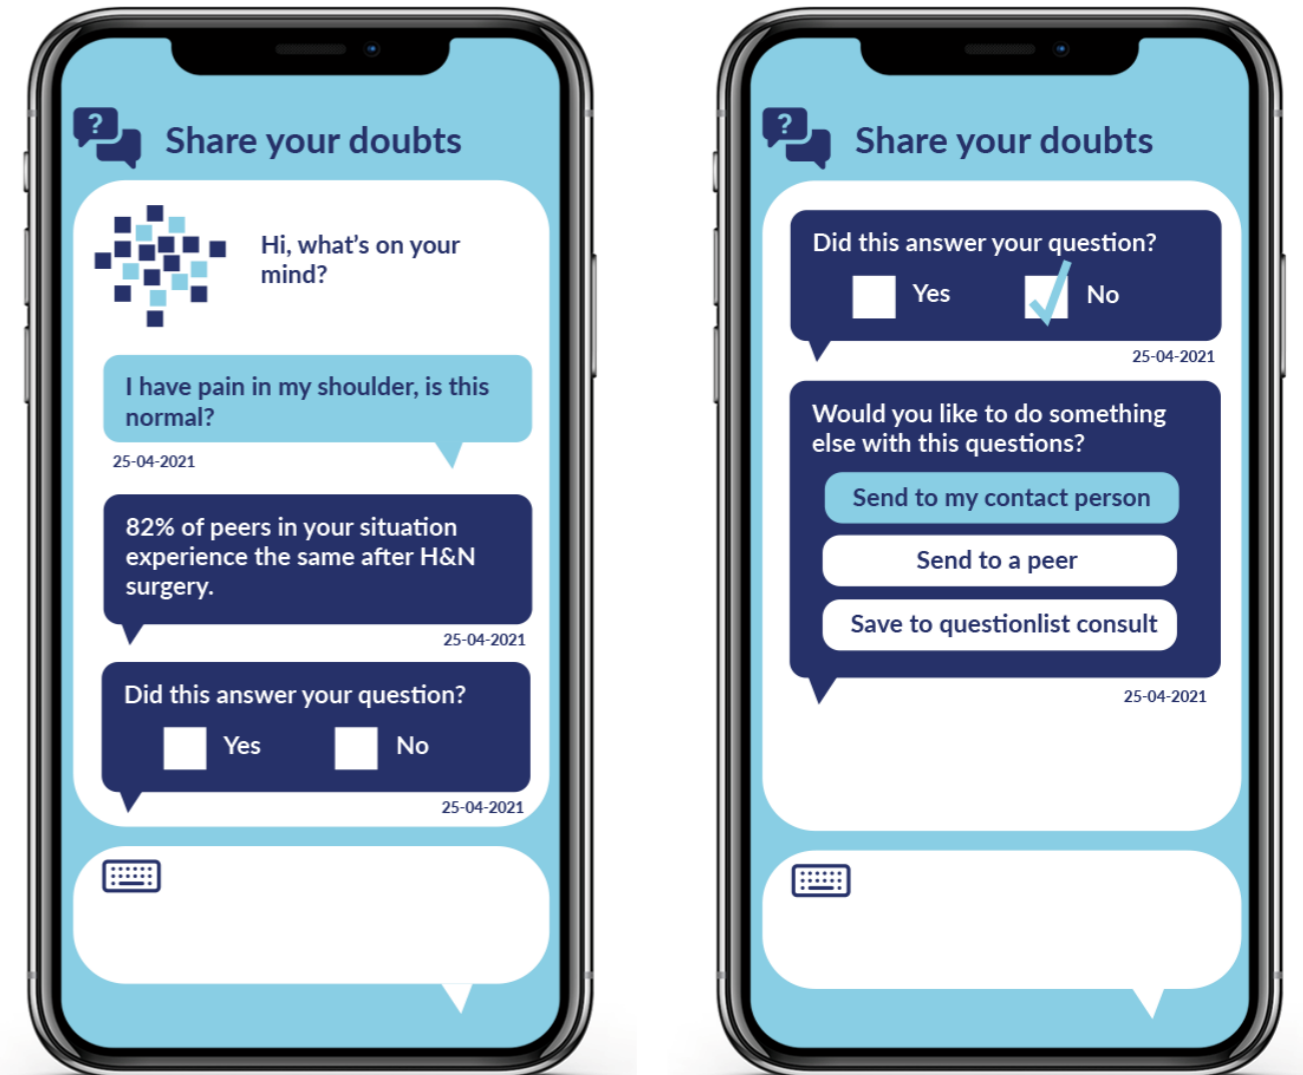 ?
Share your doubts
Hi, what's on your
mind?
I have pain in my shoulder, is this
normal?
25-04-2021
82% of peers in your situation
experience the same after H&N
surgery.
25-04-2021
Did this answer your question?
Yes No
25-04-2021
?
Share your doubts
Did this answer your question?
Yes No
25-04-2021
Would you like to do something
else with this questions?
Send to my contact person
Send to a peer
Save to questionlist consult
25-04-2021